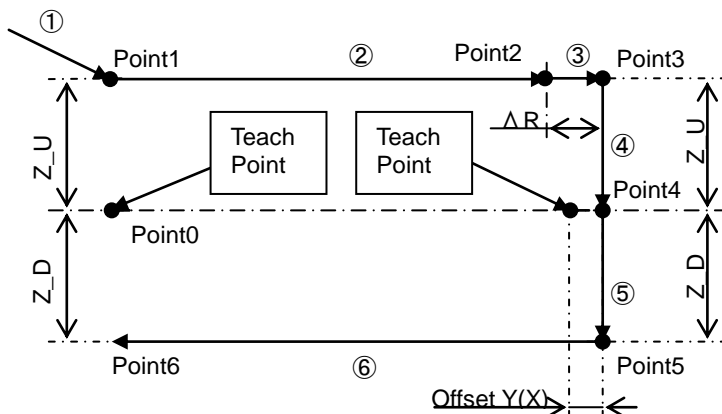 ①
Point1
②
Point2
③
Point3
Z_U
Teach
Point
Teach
Point
ΔR
④
Z_U
Point4
Point0
Z_D
⑤
Z_D
Point6
⑥
Point5
Offset Y(X)